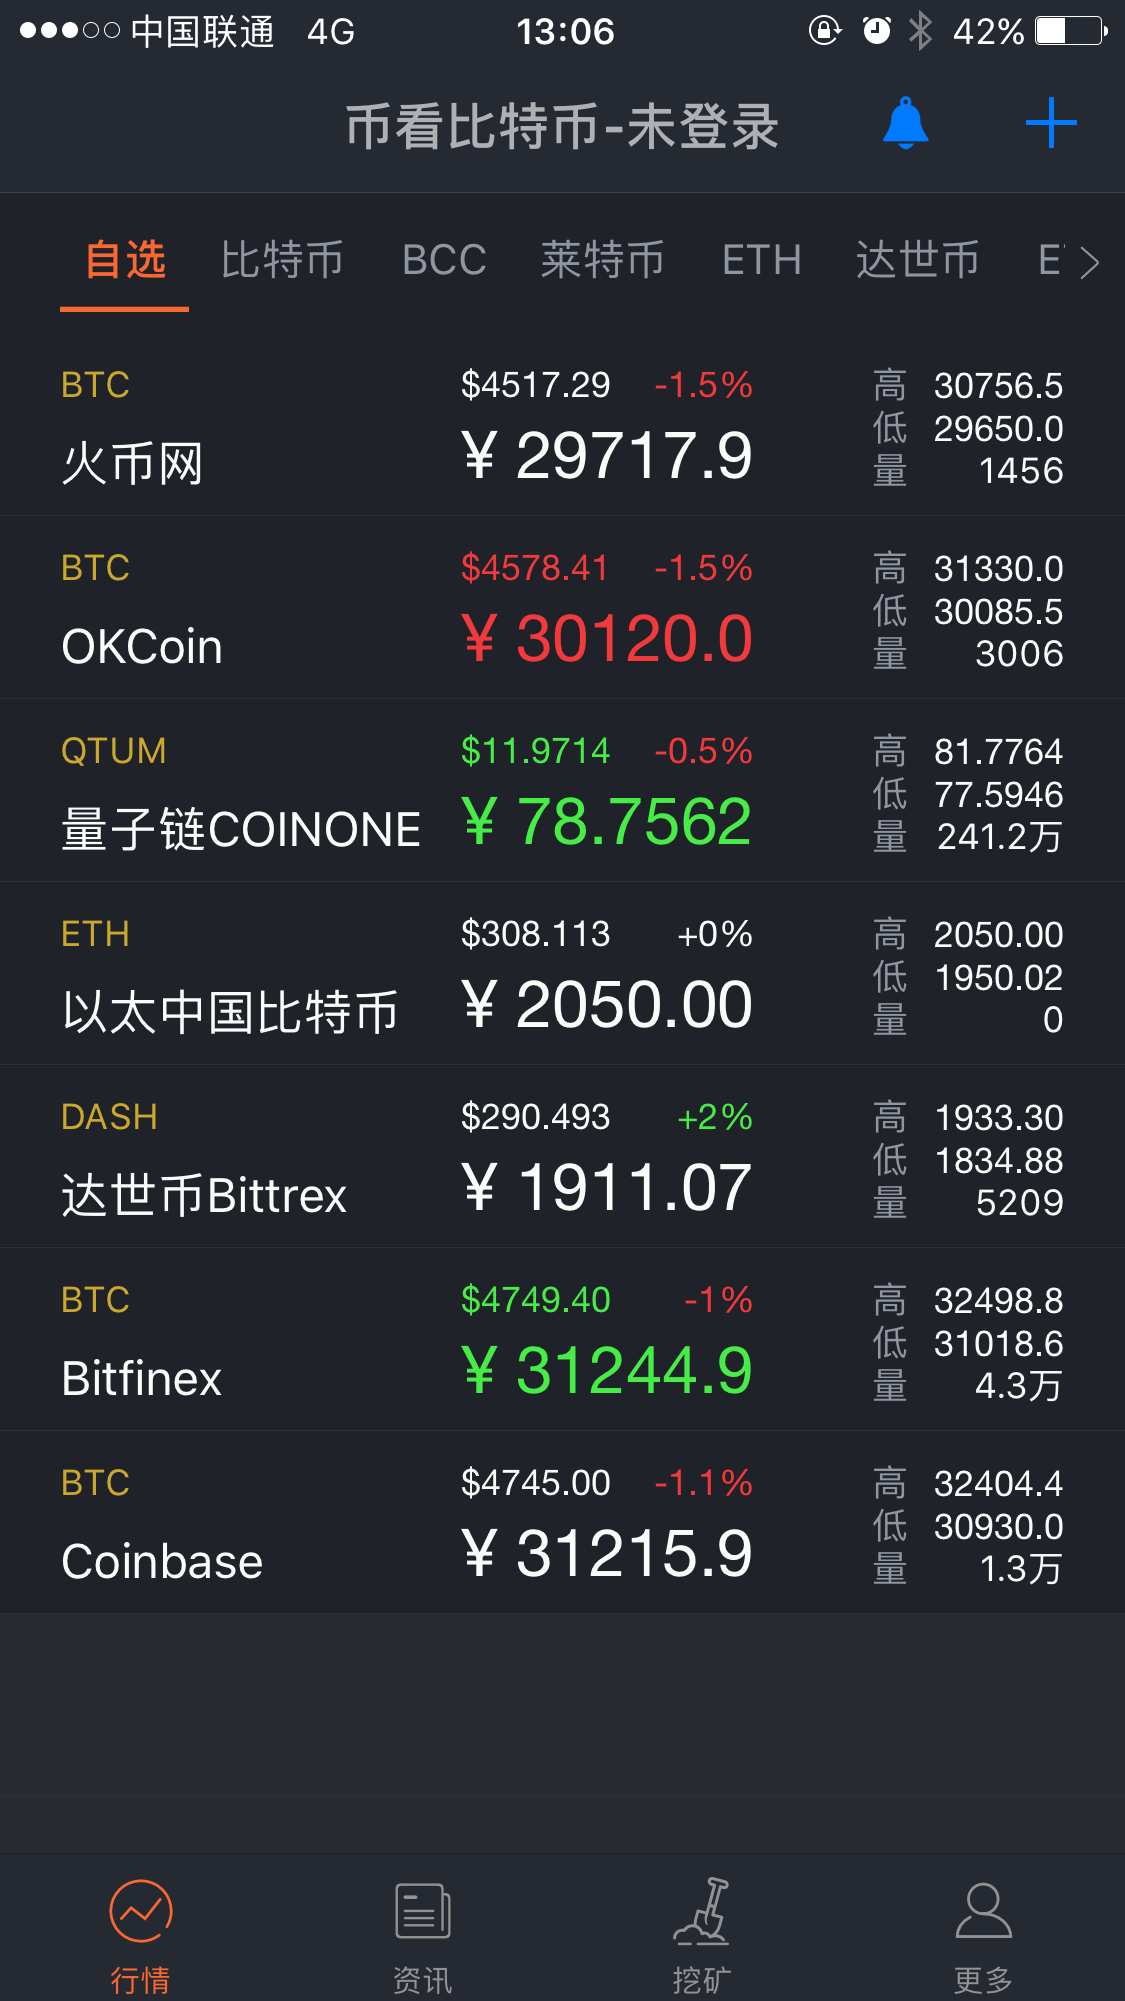 中国联通 4G 13:06 42%
币看比特币-未登录
自选 比特币 BCC 莱特币 ETH 达世币
BTC $4517.29 -1.5% 高 30756.5
火币网 ¥ 29717.9 低 29650.0
量 1456
BTC $4578.41 -1.5% 高 31330.0
OKCoin ¥ 30120.0 低 30085.5
量 3006
QTUM $11.9714 -0.5% 高 81.7764
量子链COINONE ¥ 78.7562 低 77.5946
量 241.2万
ETH $308.113 +0% 高 2050.00
以太中国比特币 ¥ 2050.00 低 1950.02
量 0
DASH $290.493 +2% 高 1933.30
达世币Bittrex ¥ 1911.07 低 1834.88
量 5209
BTC $4749.40 -1% 高 32498.8
Bitfinex ¥ 31244.9 低 31018.6
量 4.3万
BTC $4745.00 -1.1% 高 32404.4
Coinbase ¥ 31215.9 低 30930.0
量 1.3万
行情 资讯 挖矿 更多